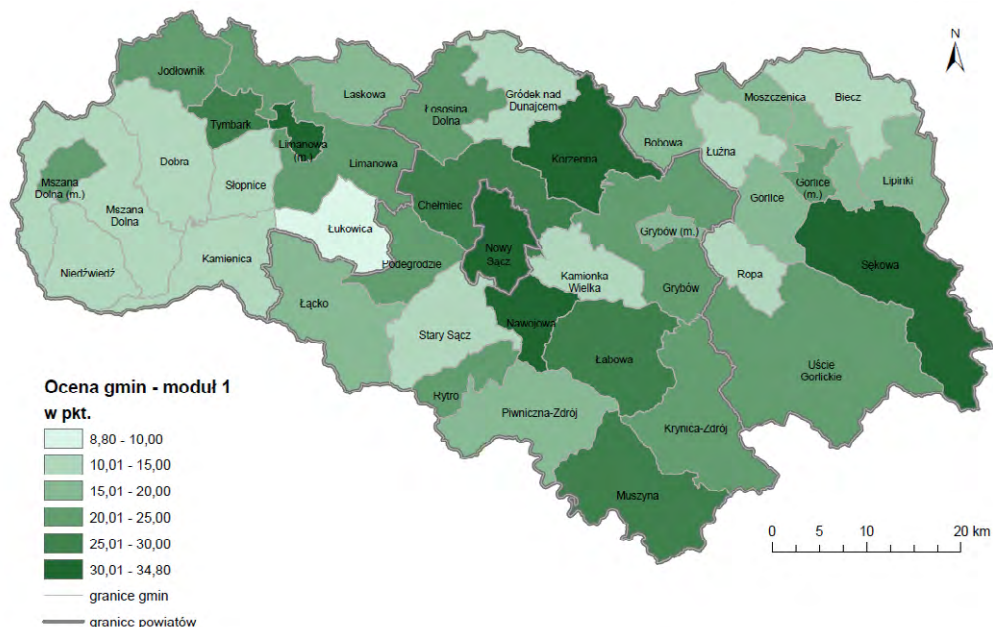 N
Jodłownik
Laskowa
Gródek nad
Dunajcem
Moszczenica
Biecz
Łososina
Dolna
Tymbark
Limanowa
(m.)
Bobowa
Łużna
Korzenna
Dobra
Limanowa
Mszana
Dolna (m.)
Słopnice
Gorlice
Gorlice
(m.)
Lipinki
Chełmiec
Mszana
Dolna
Łukowica
Grybów (m.)
Nowy
Sącz
Sękowa
Kamienica
Podegrodzie
Niedźwiedź
Kamionka
Wielka
Ropa
Grybów
Łącko
Nawojowa
Stary Sącz
Łabowa
Uście
Gorlickie
Rytro
Piwniczna-Zdrój
Krynica-Zdrój
Muszyna
Ocena gmin - moduł 1
w pkt.
8,80 - 10,00
10,01 - 15,00
15,01 - 20,00
20,01 - 25,00
25,01 - 30,00
30,01 - 34,80
granice gmin
granice powiatów
0 5 10 20 km